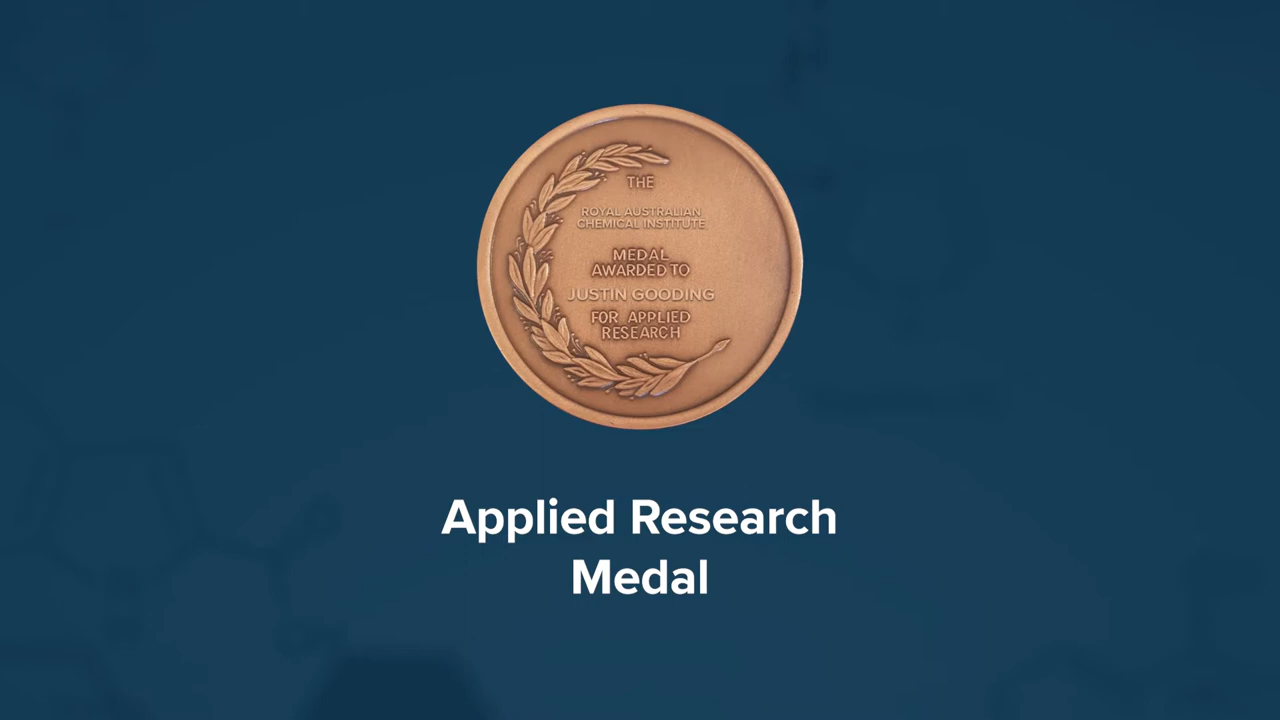 THE
ROYAL AUSTRALIAN
CHEMICAL INSTITUTE
MEDAL
AWARDED TO
JUSTIN GOODING
FOR APPLIED
RESEARCH
Applied Research
Medal